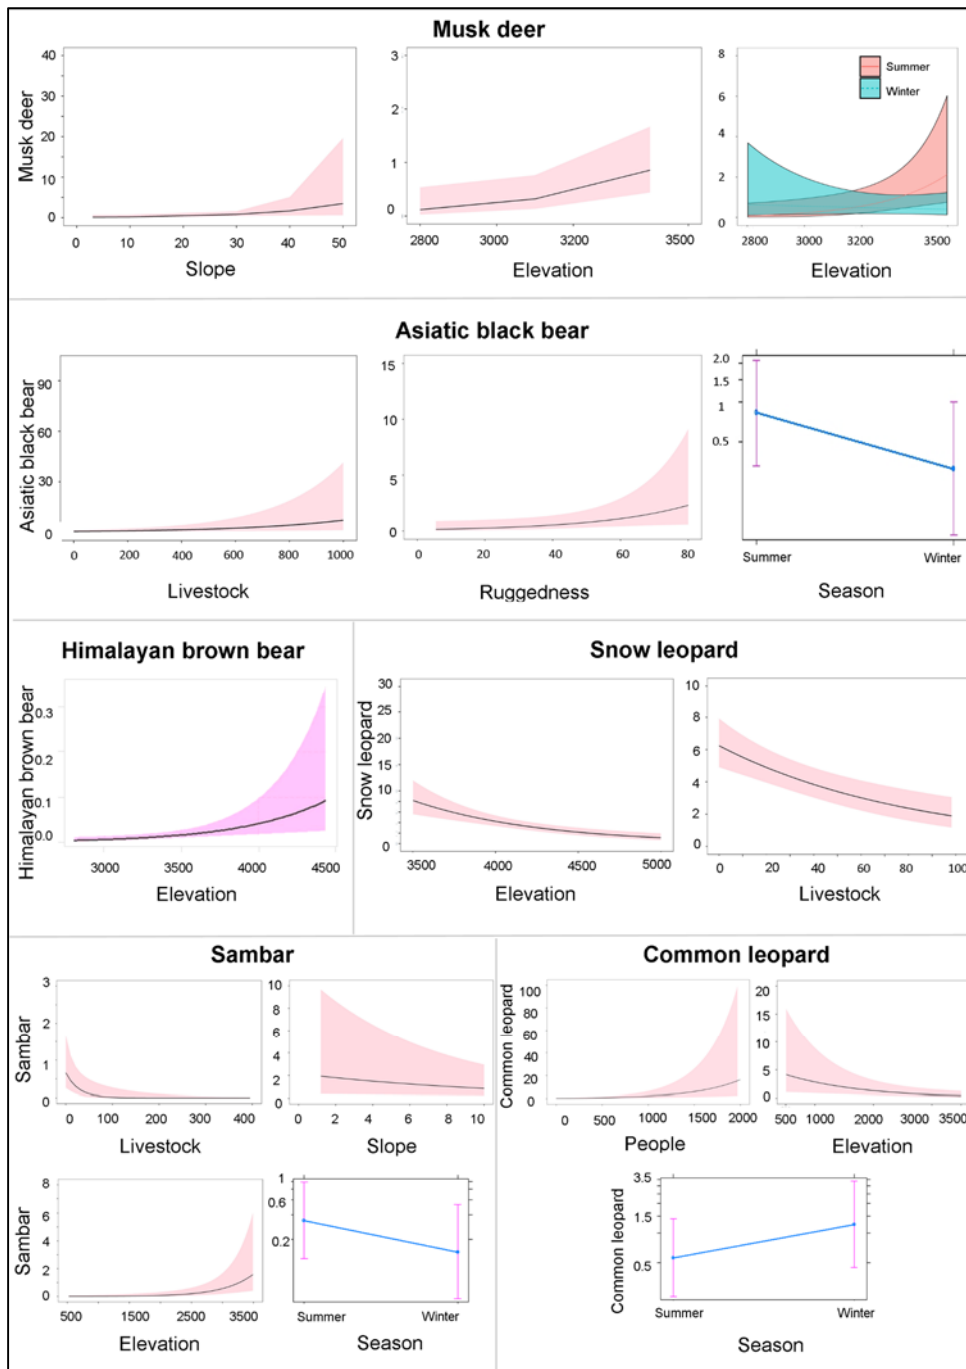 Musk deer
Musk deer
40
30
20
10
0
0 10 20 30 40 50
Slope
3
2
1
0
2800 3000 3200 3500
Elevation
8
6
4
2
0
Summer
Winter
2800 3000 3200 3500
Elevation
Asiatic black bear
Asiatic black bear
90
60
30
0
0 200 400 600 800 1000
Livestock
15
10
5
0
0 20 40 60 80
Ruggedness
2.0
1.5
1
0.5
Summer Winter
Season
Himalayan brown bear
Himalayan brown bear
0.3
0.2
0.1
0.0
3000 3500 4000 4500
Elevation
Snow leopard
Snow leopard
30
25
20
15
10
5
0
3500 4000 4500 5000
Elevation
10
8
6
4
2
0
0 20 40 60 80 100
Livestock
Sambar
Sambar
3
2
1
0
0 100 200 300 400
Livestock
10
8
6
4
2
0
0 2 4 6 8 10
Slope
Sambar
8
6
4
2
0
500 1500 2500 3500
Elevation
1
0.6
0.2
Summer Winter
Season
Common leopard
Common leopard
100
80
60
40
20
0
0 500 1000 1500 2000
People
20
15
10
5
0
500 1000 2000 3000 3500
Elevation
Common leopard
3.5
1.5
0.5
Summer Winter
Season